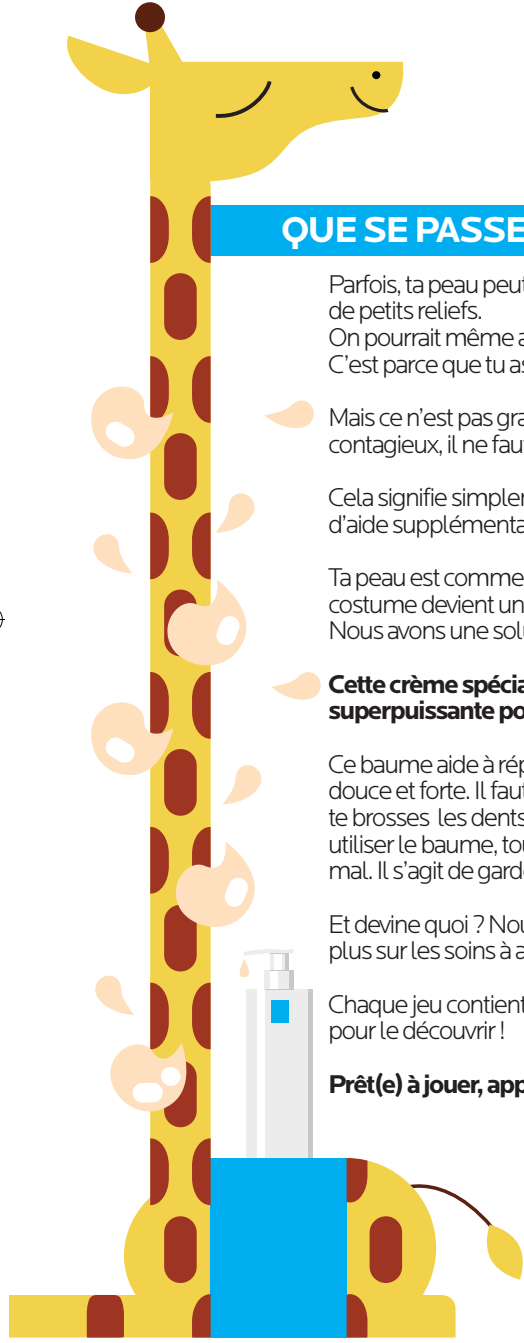 QUE SE PASSE
Parfois, ta peau peut
de petits reliefs.
On pourrait même a
C'est parce que tu as
Mais ce n'est pas gra
contagieux, il ne faut
Cela signifie simplem
d'aide supplémenta
Ta peau est comme
costume devient un
Nous avons une solu
Cette crème spécia
superpuissante po
Ce baume aide à rép
douce et forte. Il faut
te brosses les dents
utiliser le baume, tou
mal. Il s'agit de garde
Et devine quoi ? Nou
plus sur les soins à a
Chaque jeu contient
pour le découvrir !
Prêt(e) à jouer, app